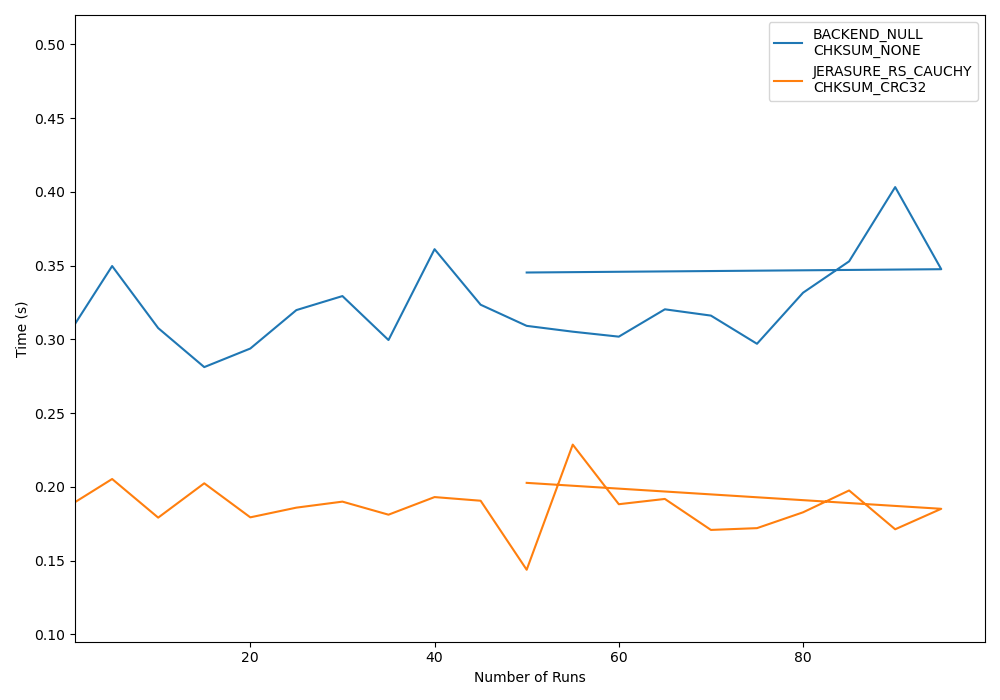 BACKEND_NULL
CHKSUM_NONE
JERASURE_RS_CAUCHY
CHKSUM_CRC32
0.50
0.45
0.40
0.35
0.30
0.25
0.20
0.15
0.10
Time (s)
20 40 60 80
Number of Runs